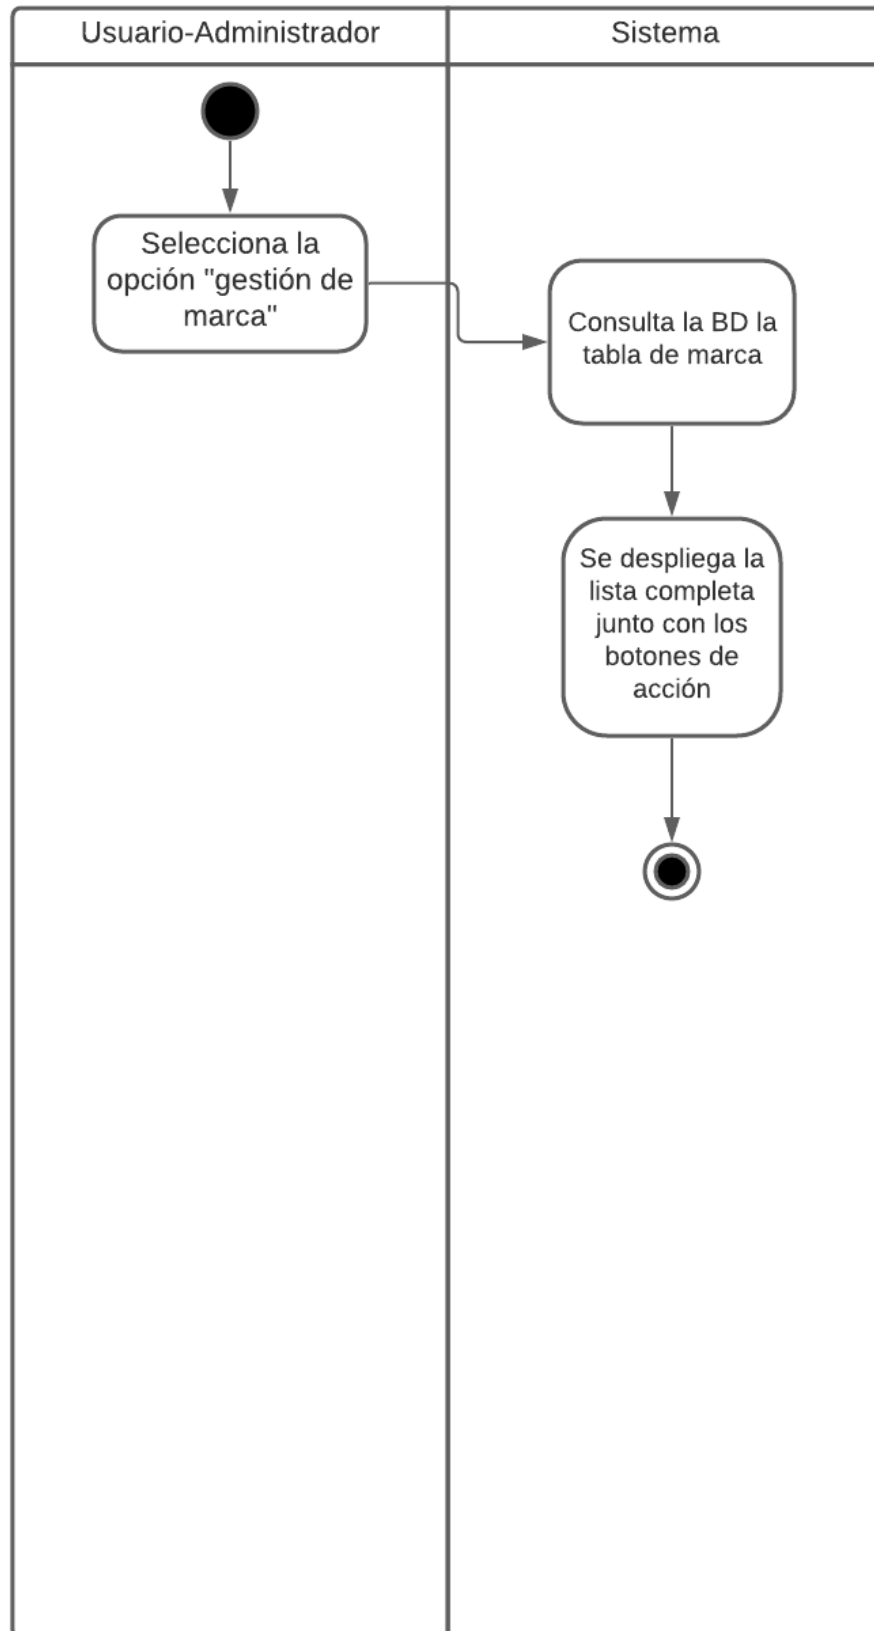 Usuario-Administrador
Sistema
Selecciona la
opción "gestión de
marca"
Consulta la BD la
tabla de marca
Se despliega la
lista completa
junto con los
botones de
acción